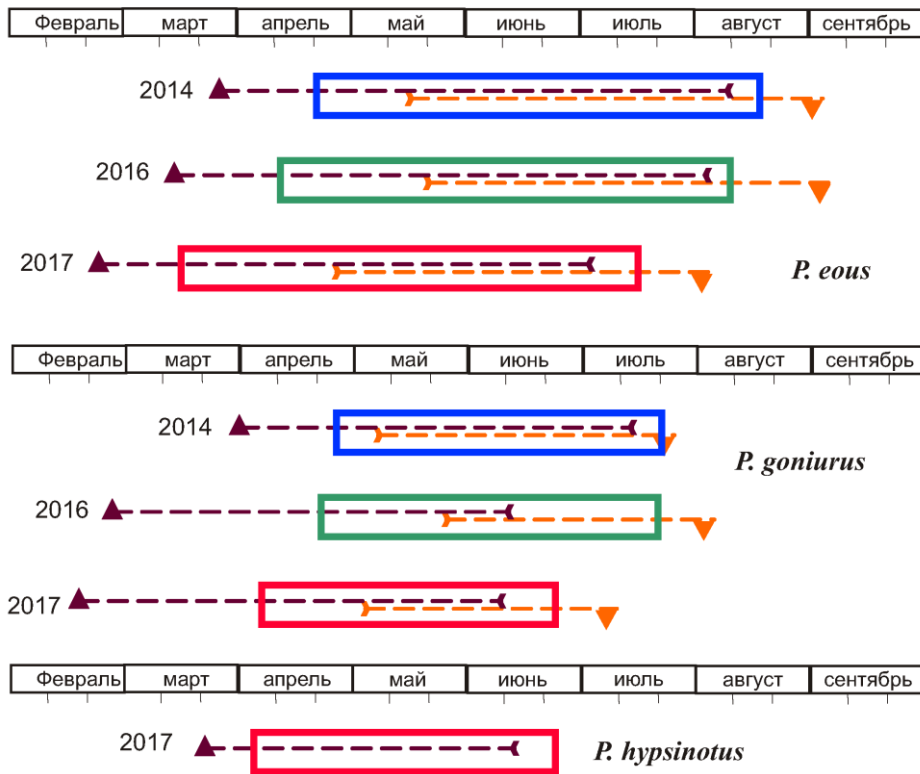 Февраль март апрель май июнь июль август сентябрь
2014
2016
2017
P. eous
Февраль март апрель май июнь июль август сентябрь
2014
P. goniurus
2016
2017
Февраль март апрель май июнь июль август сентябрь
2017
P. hypsinotus